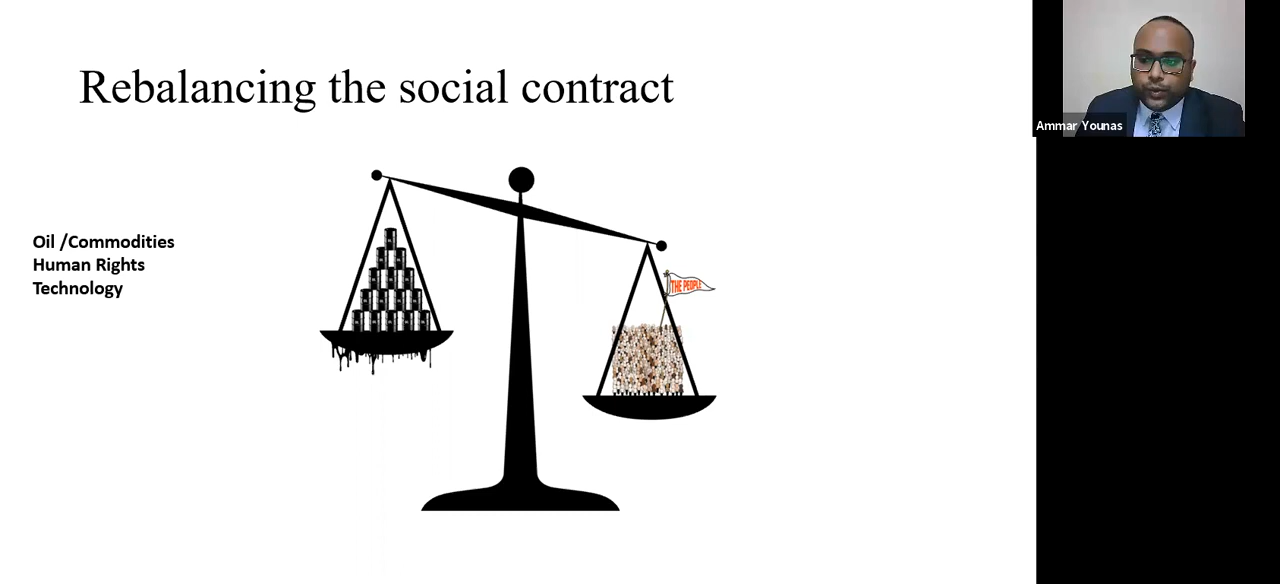 Rebalancing the social contract
Oil /Commodities
Human Rights
Technology
THE PEOPLE
Ammar Younas